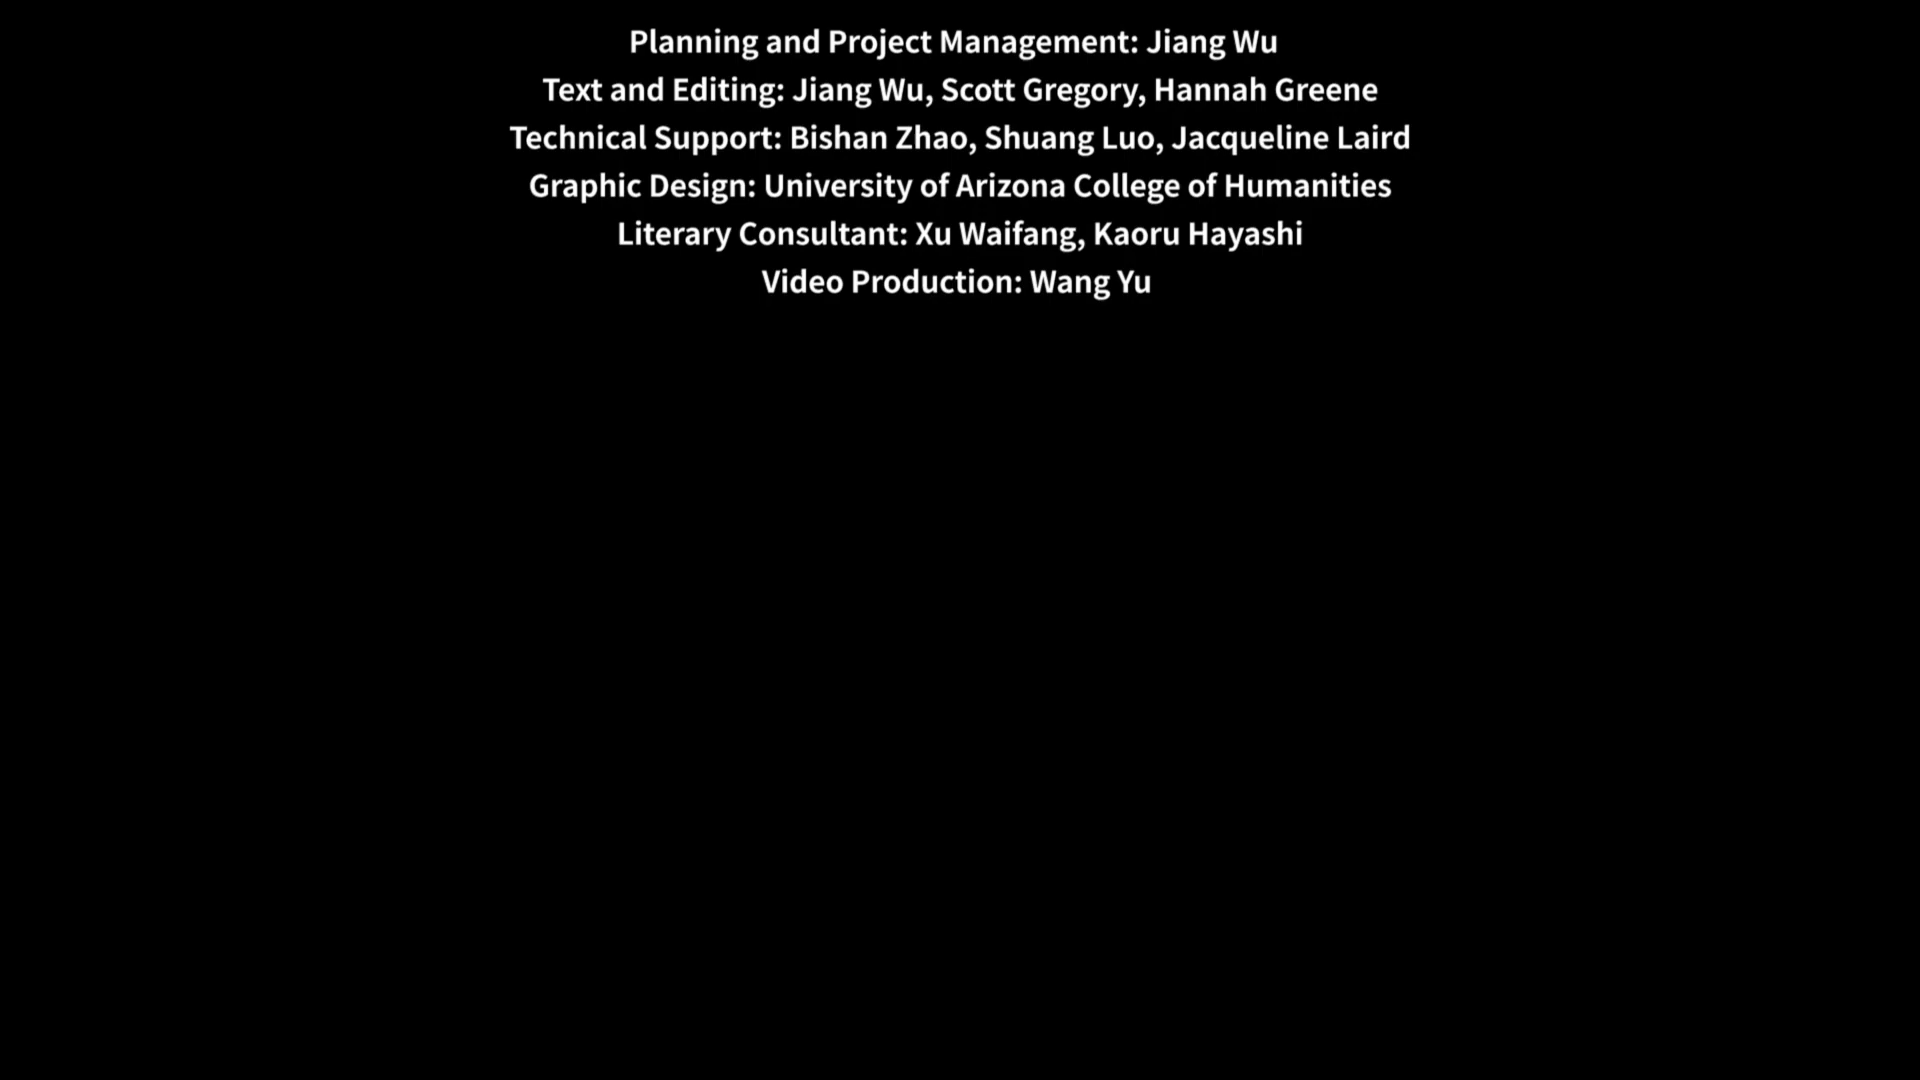 Planning and Project Management: Jiang Wu
Text and Editing: Jiang Wu, Scott Gregory, Hannah Greene
Technical Support: Bishan Zhao, Shuang Luo, Jacqueline Laird
Graphic Design: University of Arizona College of Humanities
Literary Consultant: Xu Waifang, Kaoru Hayashi
Video Production: Wang Yu